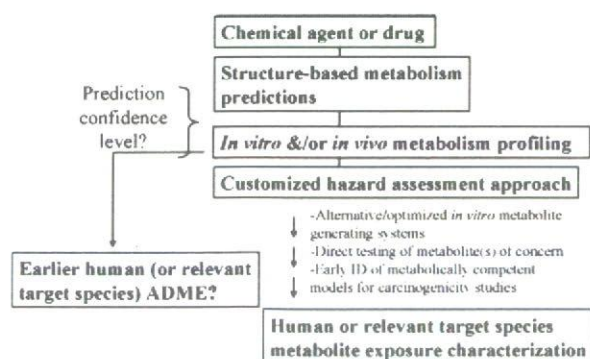 Chemical agent or drug
Structure-based metabolism
predictions
Prediction
confidence
level?
In vitro &/or in vivo metabolism profiling
Customized hazard assessment approach
-Alternative/optimized in vitro metabolite
generating systems
-Direct testing of metabolite(s) of concern
-Early ID of metabolically competent
models for carcinogenicity studies
Earlier human (or relevant
target species) ADME?
Human or relevant target species
metabolite exposure characterization